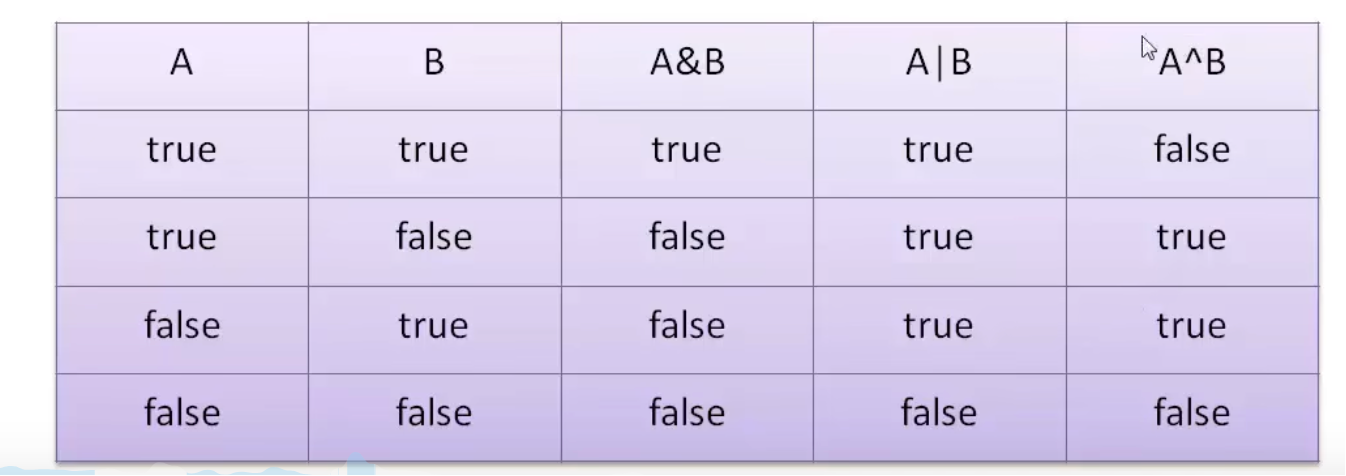 A B A&B A|B A^B
true true true true false
true false false true true
false true false true true
false false false false false